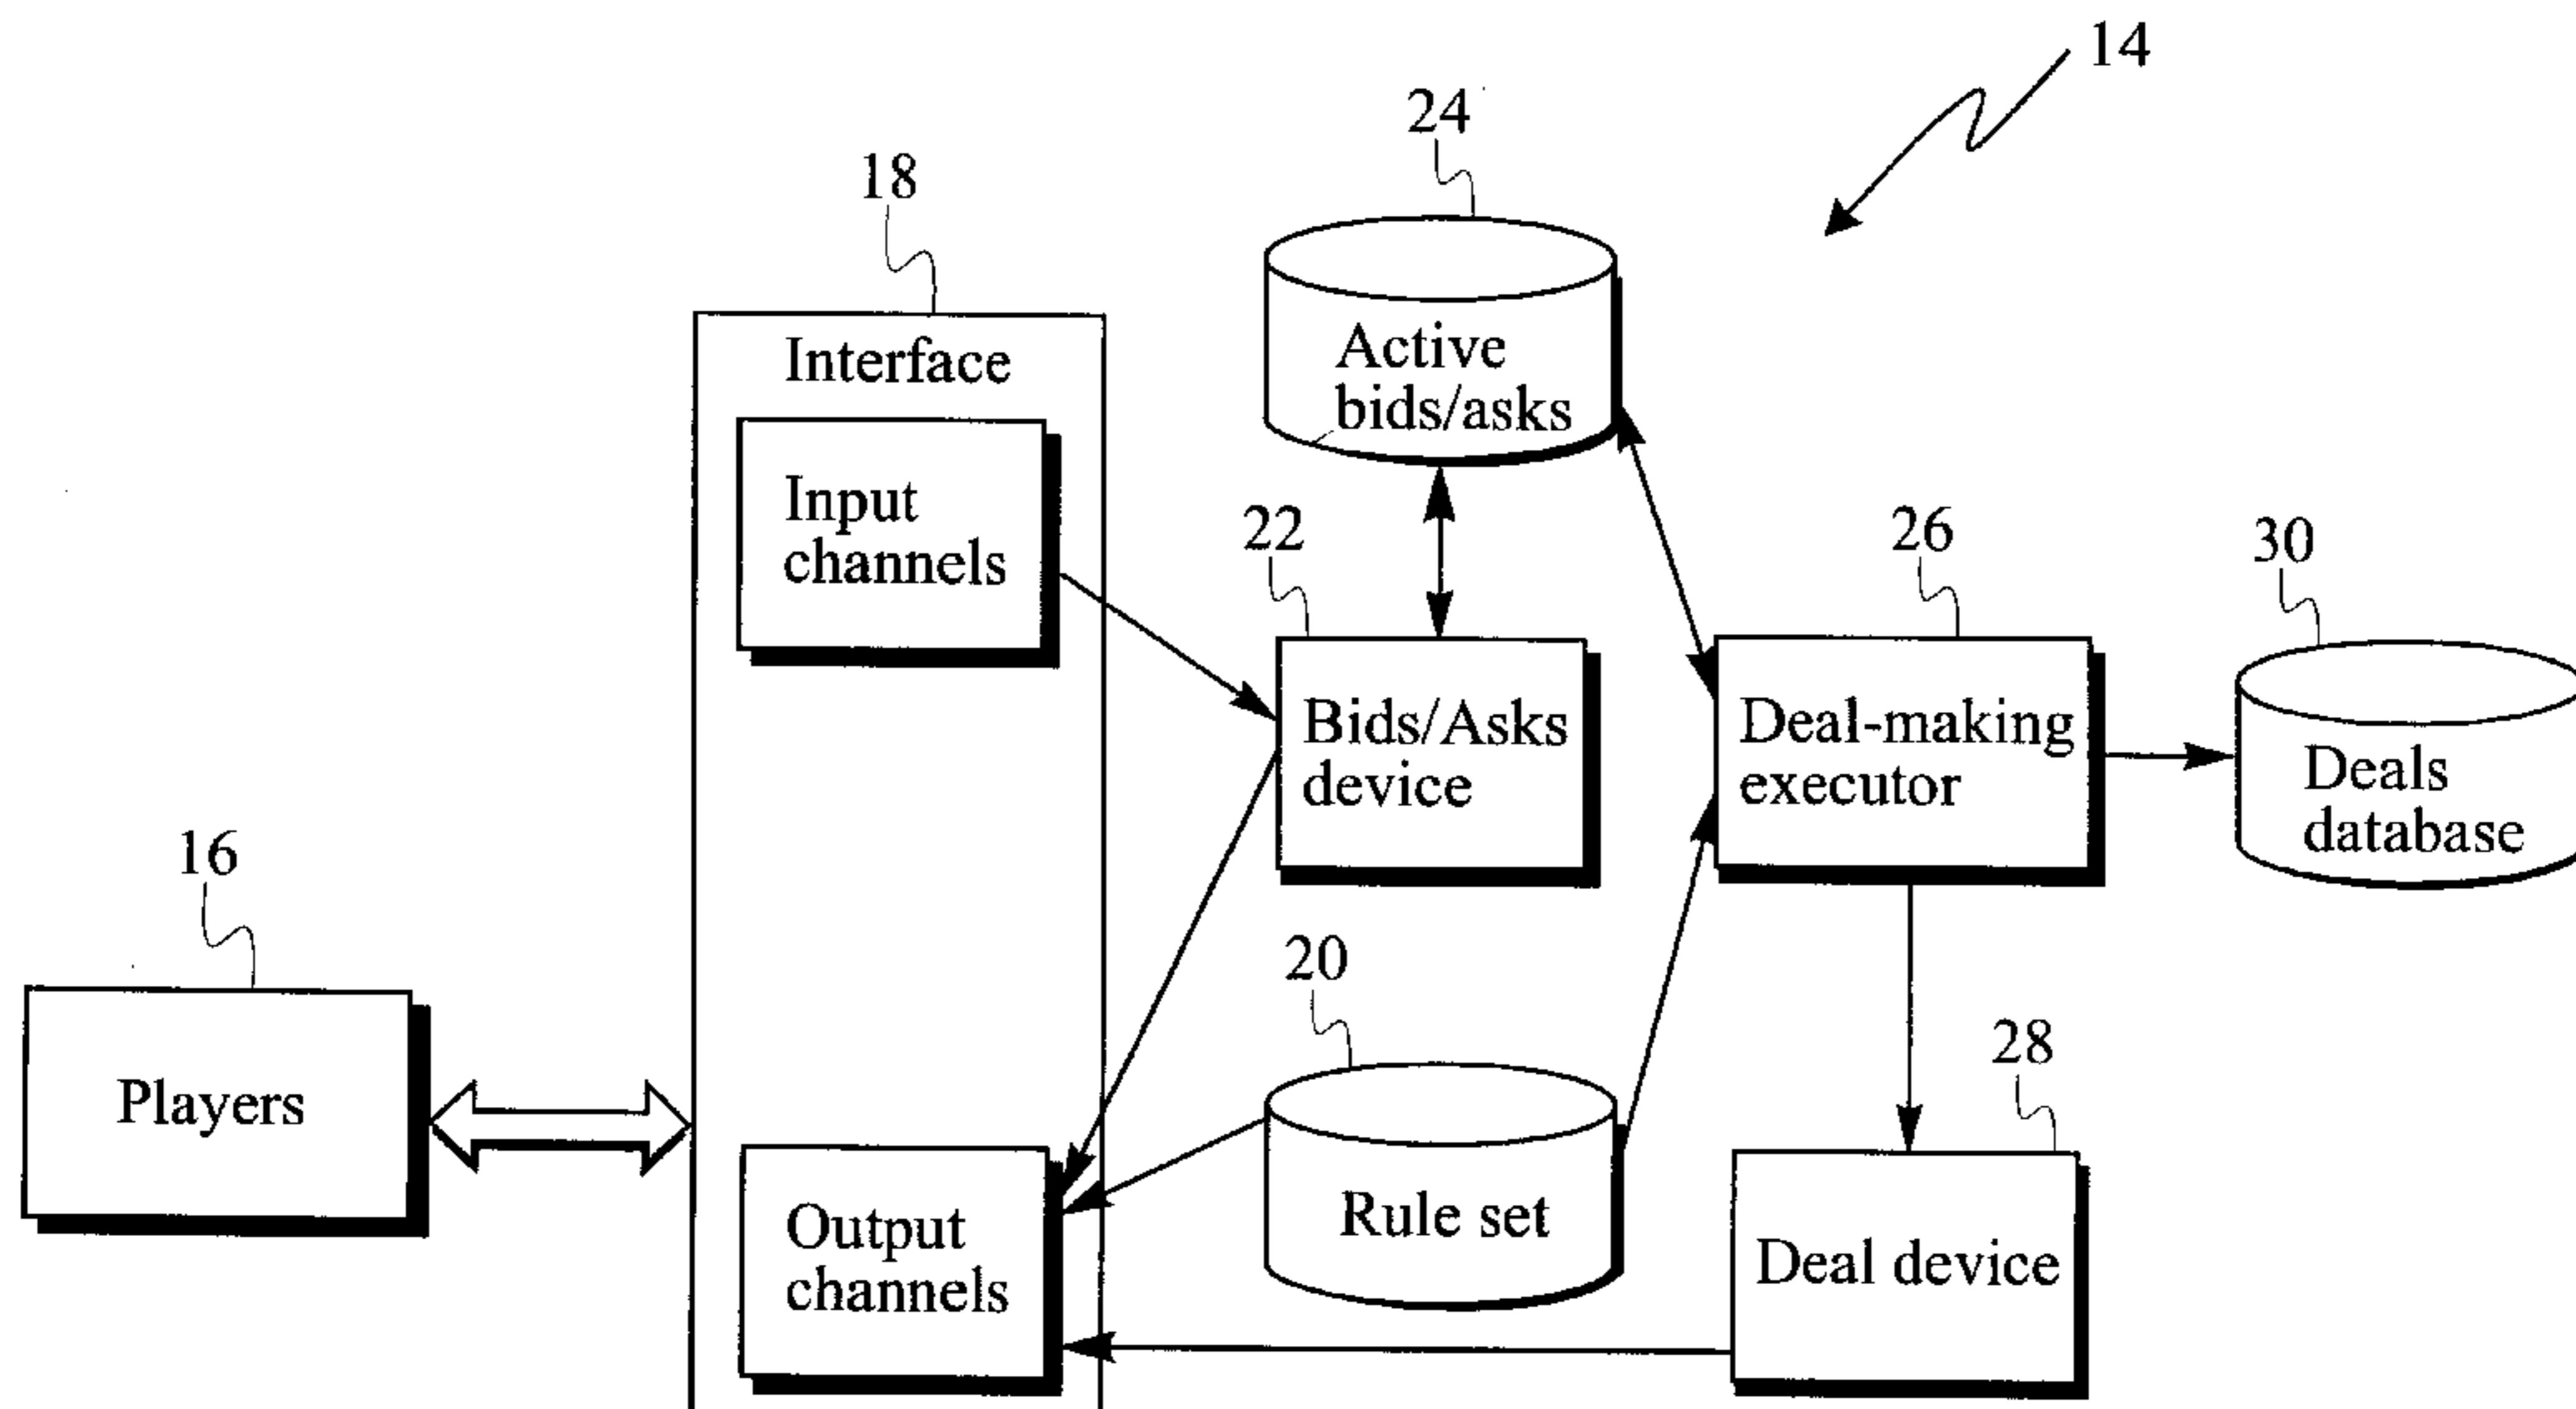 14
24
18
Interface
Active
bids/asks
Input
channels
22
26
30
Bids/Asks
device
Deal-making
executor
Deals
database
16
20
28
Players
Output
channels
Rule set
Deal device